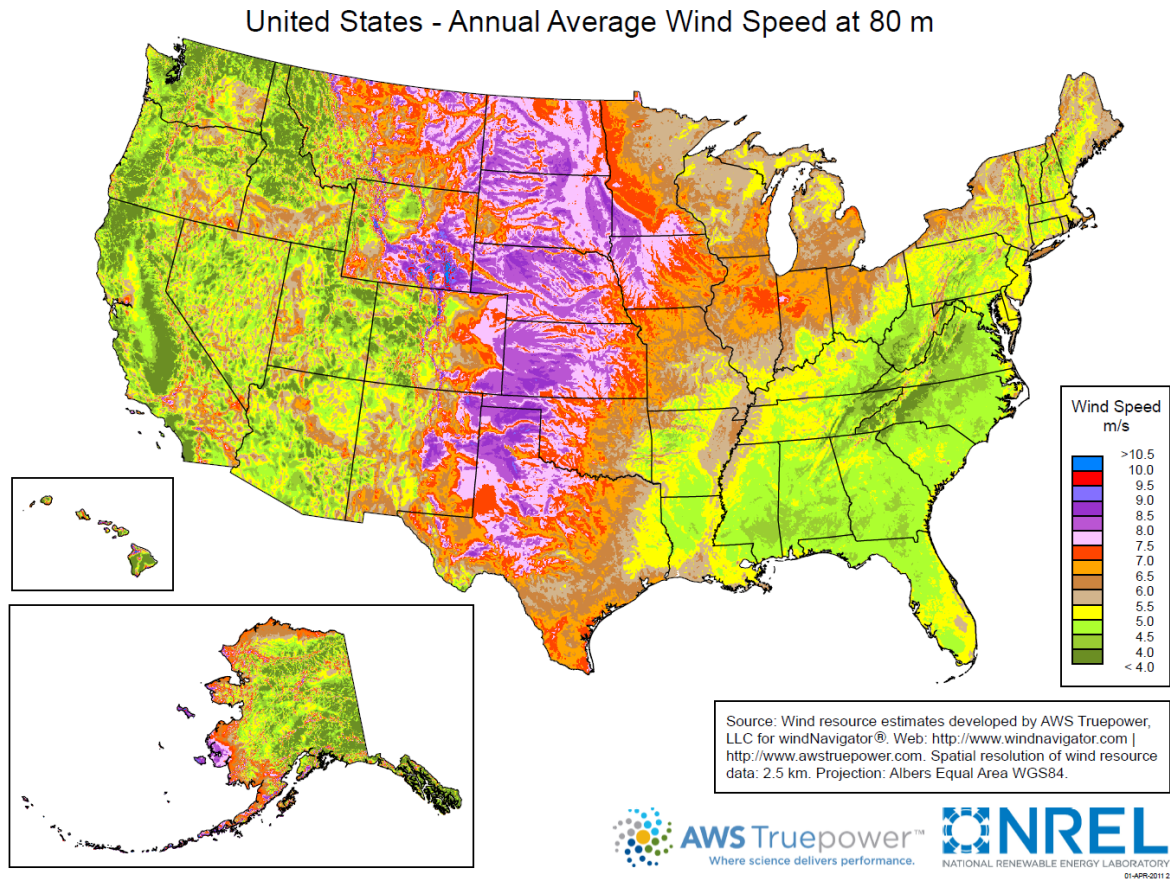 United States - Annual Average Wind Speed at 80 m
Wind Speed
m/s
>10.5
10.0
9.5
9.0
8.5
8.0
7.5
7.0
6.5
6.0
5.5
5.0
4.5
4.0
< 4.0
Source: Wind resource estimates developed by AWS Truepower,
LLC for windNavigator®. Web: http://www.windnavigator.com |
http://www.awstruepower.com. Spatial resolution of wind resource
data: 2.5 km. Projection: Albers Equal Area WGS84.
AWS Truepower™
Where science delivers performance.
NREL
NATIONAL RENEWABLE ENERGY LABORATORY
01-APR-2011 2